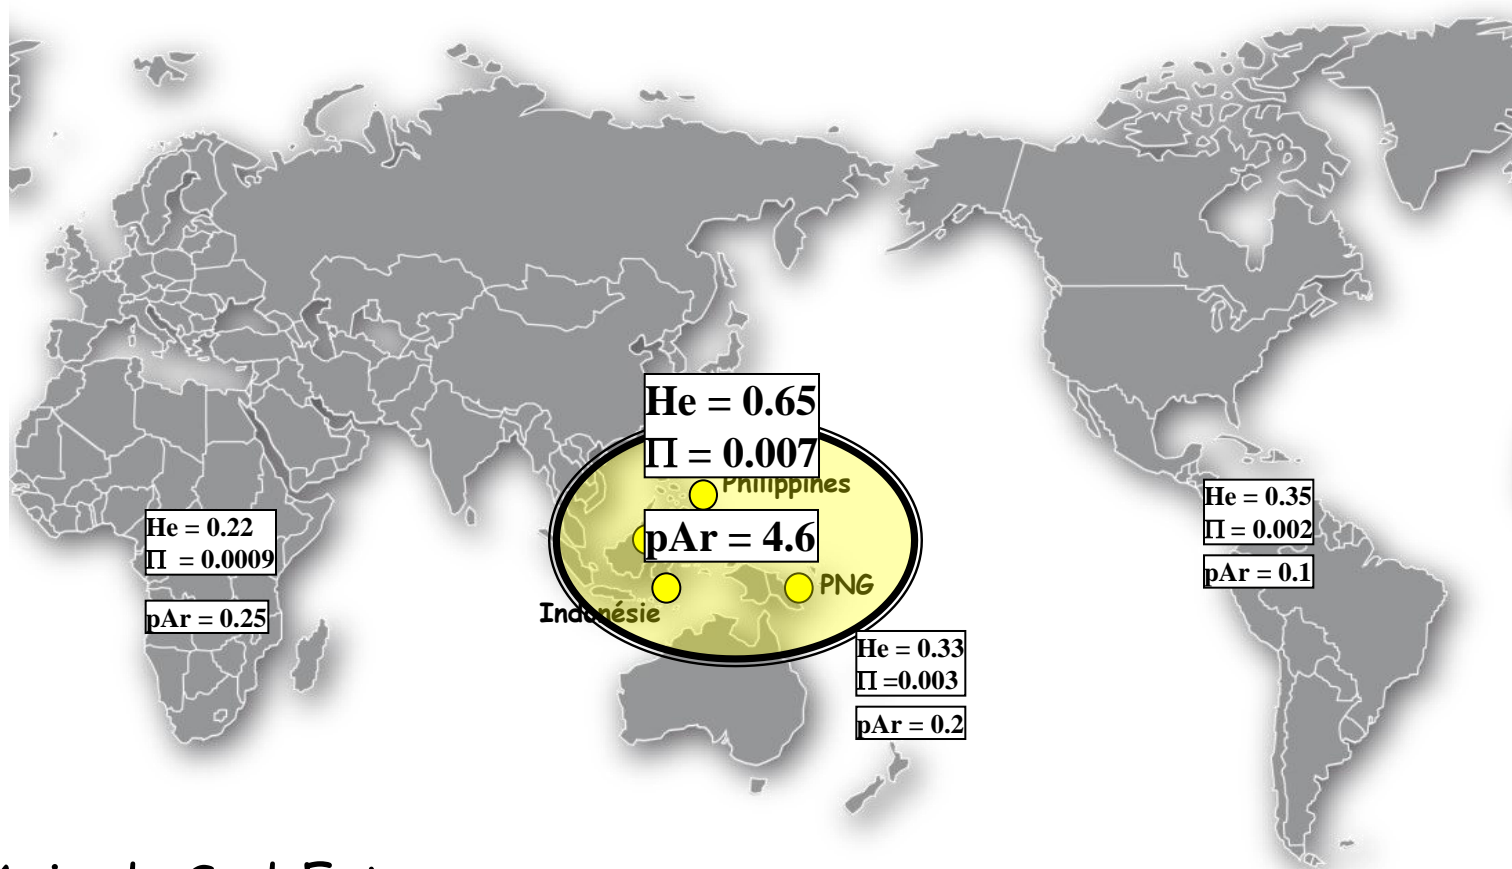 He = 0.65
Π = 0.007
Philippines
pAr = 4.6
PNG
Indonésie
He = 0.22
Π = 0.0009
pAr = 0.25
He = 0.33
Π =0.003
pAr = 0.2
He = 0.35
Π = 0.002
pAr = 0.1